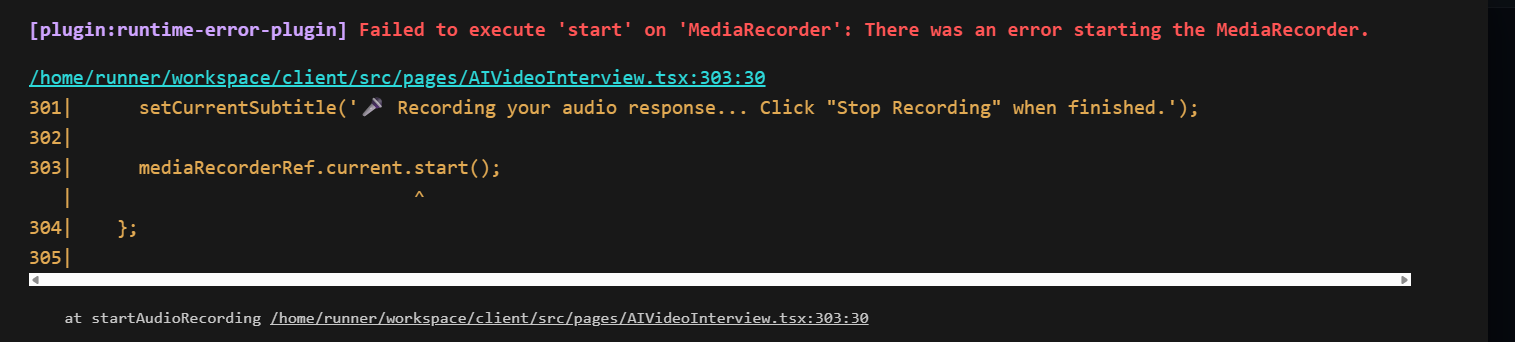 [plugin:runtime-error-plugin] Failed to execute 'start' on 'MediaRecorder': There was an error starting the MediaRecorder.
/home/runner/workspace/client/src/pages/AIVideoInterview.tsx:303:30
301|      setCurrentSubtitle('🎤 Recording your audio response... Click "Stop Recording" when finished.');
302|
303|      mediaRecorderRef.current.start();
   |                               ^
304|    };
305|
at startAudioRecording /home/runner/workspace/client/src/pages/AIVideoInterview.tsx:303:30